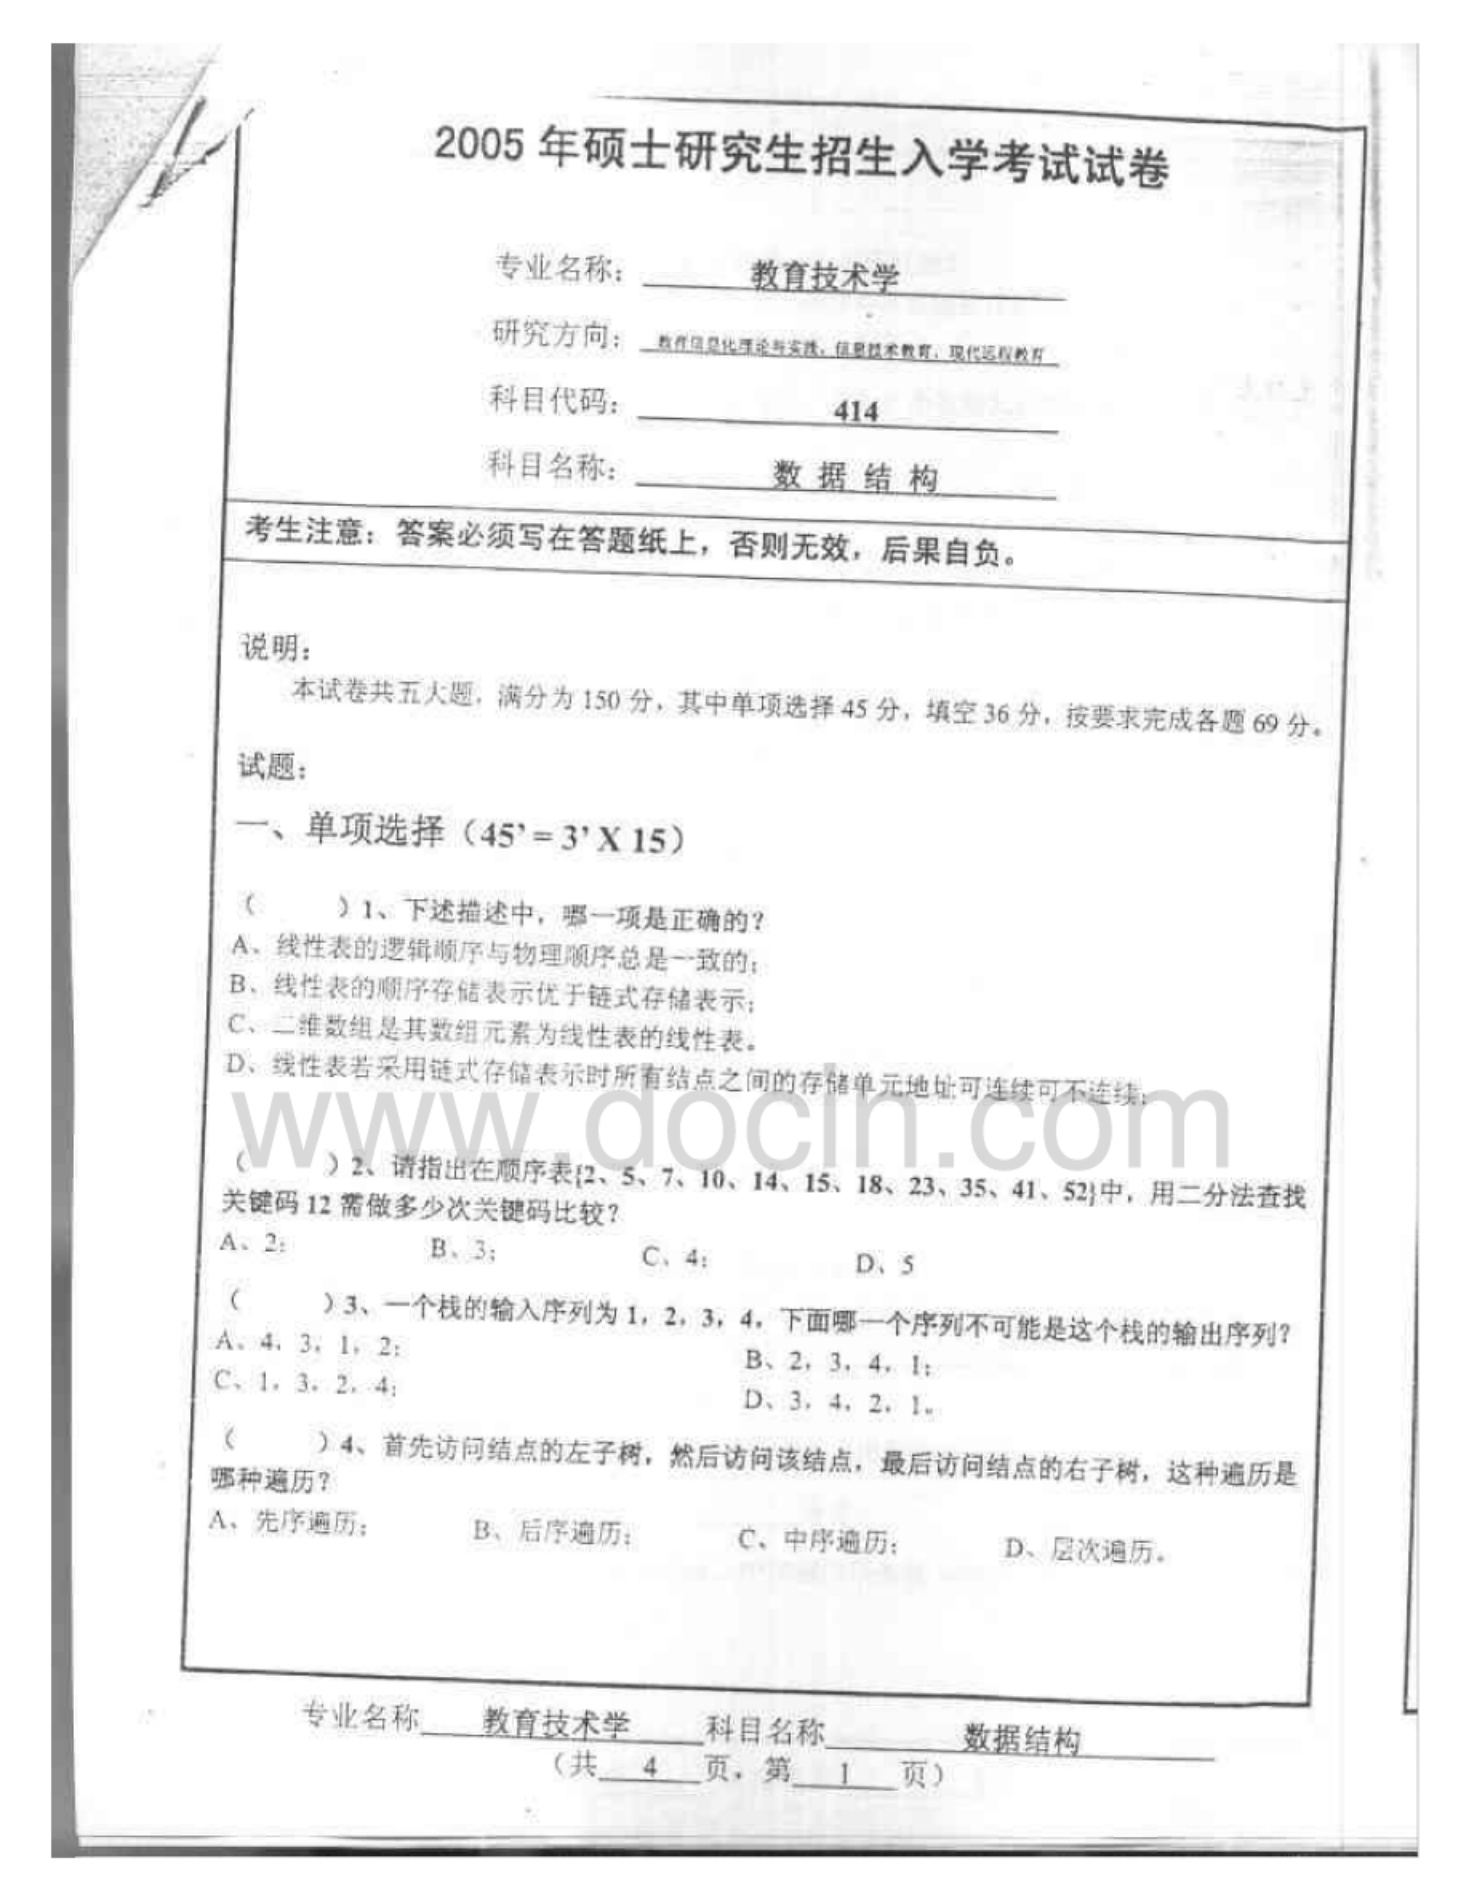 2005 年硕士研究生招生入学考试试卷
专业名称： 教育技术学
研究方向： 教育信息化理论与实践，信息技术教育，现代远程教育
科目代码： 414
科目名称： 数 据 结 构
考生注意：答案必须写在答题纸上，否则无效，后果自负。
说明：
本试卷共五大题，满分为 150 分，其中单项选择 45 分，填空 36 分，按要求完成各题 69 分。
试题：
一、单项选择（45’ = 3’ X 15）
（ ）1、下述描述中，哪一项是正确的？
A、线性表的逻辑顺序与物理顺序总是一致的；
B、线性表的顺序存储表示优于链式存储表示；
C、二维数组是其数组元素为线性表的线性表。
D、线性表若采用链式存储表示时所有结点之间的存储单元地址可连续可不连续；
www.docin.com
（ ）2、请指出在顺序表{2、5、7、10、14、15、18、23、35、41、52}中，用二分法查找
关键码 12 需做多少次关键码比较？
A、2； B、3； C、4； D、5
（ ）3、一个栈的输入序列为 1，2，3，4，下面哪一个序列不可能是这个栈的输出序列？
A、4，3，1，2； B、2，3，4，1；
C、1，3，2，4； D、3，4，2，1。
（ ）4、首先访问结点的左子树，然后访问该结点，最后访问结点的右子树，这种遍历是
哪种遍历？
A、先序遍历； B、后序遍历； C、中序遍历； D、层次遍历。
专业名称 教育技术学 科目名称 数据结构
（共 4 页，第 1 页）